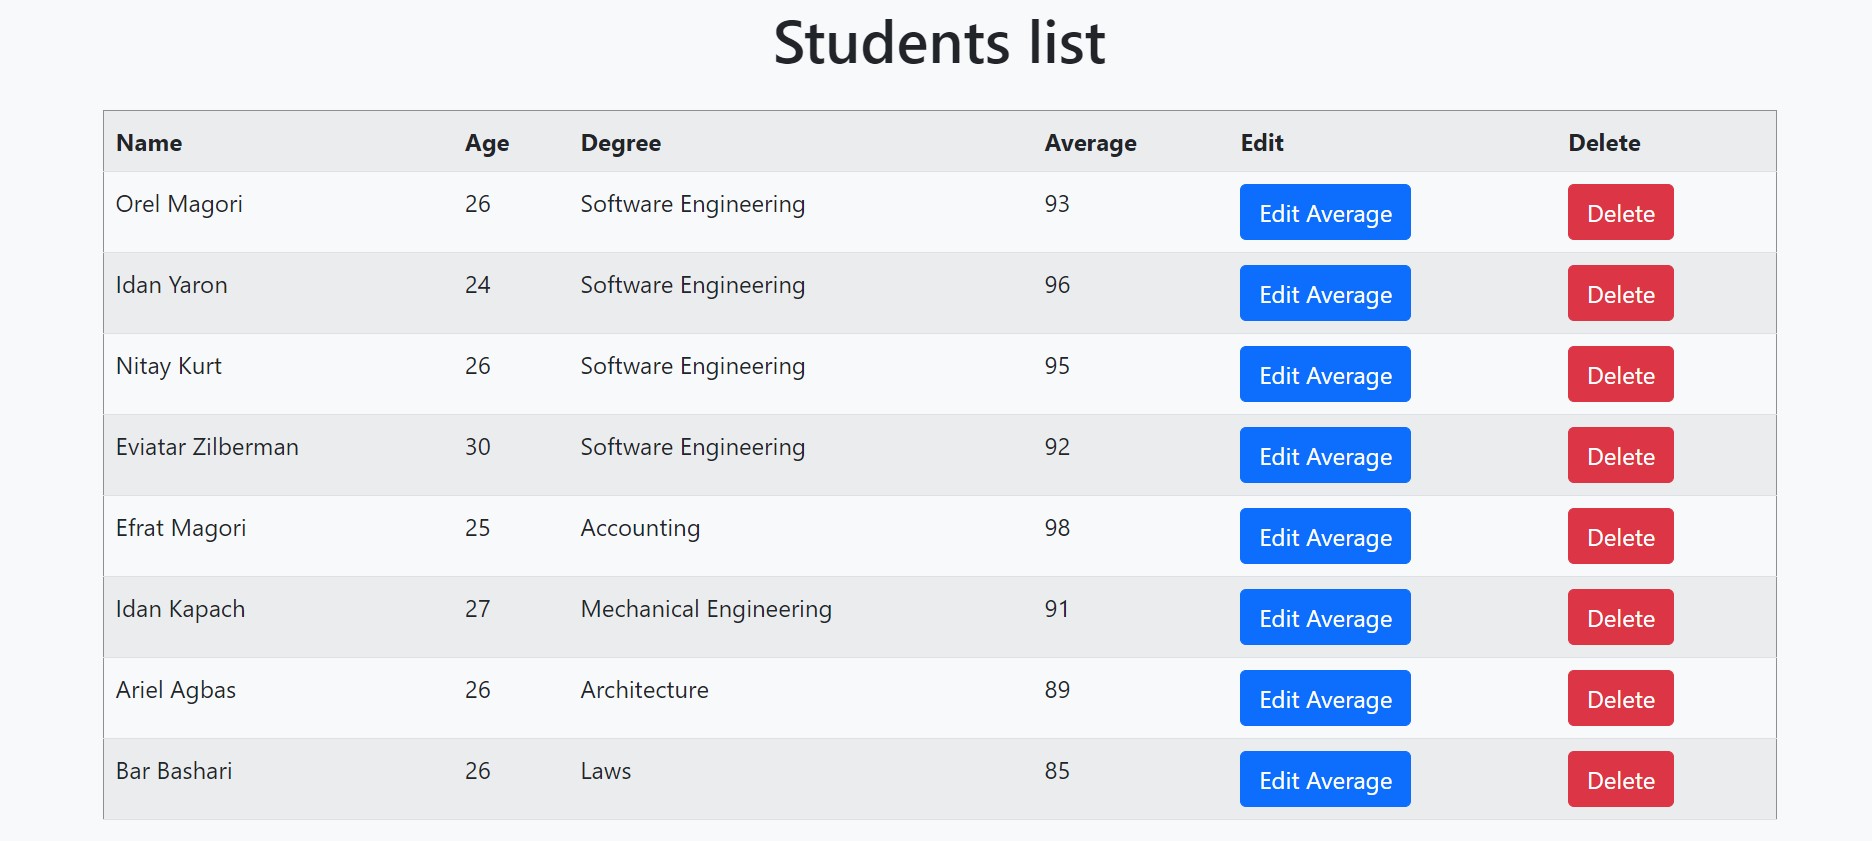 Students list
Name Age Degree Average Edit Delete
Orel Magori 26 Software Engineering 93 Edit Average Delete
Idan Yaron 24 Software Engineering 96 Edit Average Delete
Nitay Kurt 26 Software Engineering 95 Edit Average Delete
Eviatar Zilberman 30 Software Engineering 92 Edit Average Delete
Efrat Magori 25 Accounting 98 Edit Average Delete
Idan Kapach 27 Mechanical Engineering 91 Edit Average Delete
Ariel Agbas 26 Architecture 89 Edit Average Delete
Bar Bashari 26 Laws 85 Edit Average Delete